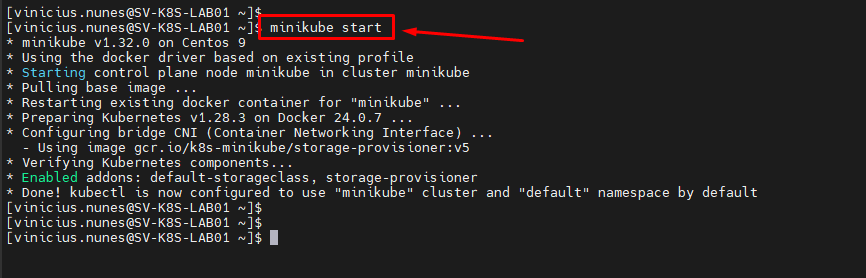 [vinicius.nunes@SV-K8S-LAB01 ~]$
[vinicius.nunes@SV-K8S-LAB01 ~]$ minikube start
* minikube v1.32.0 on Centos 9
* Using the docker driver based on existing profile
* Starting control plane node minikube in cluster minikube
* Pulling base image ...
* Restarting existing docker container for "minikube" ...
* Preparing Kubernetes v1.28.3 on Docker 24.0.7 ...
* Configuring bridge CNI (Container Networking Interface) ...
  - Using image gcr.io/k8s-minikube/storage-provisioner:v5
* Verifying Kubernetes components...
* Enabled addons: default-storageclass, storage-provisioner
* Done! kubectl is now configured to use "minikube" cluster and "default" namespace by default
[vinicius.nunes@SV-K8S-LAB01 ~]$
[vinicius.nunes@SV-K8S-LAB01 ~]$
[vinicius.nunes@SV-K8S-LAB01 ~]$